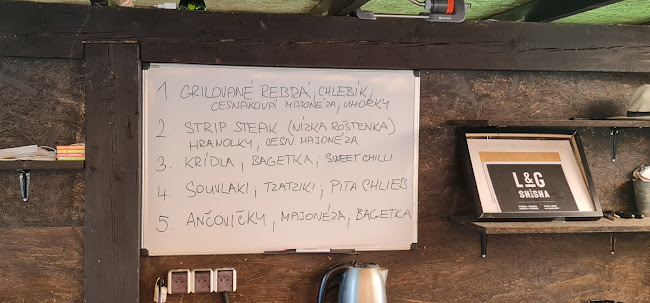 1 GRILOVANÉ REBRÁ, CHLEBÍK,
CESNAKOVÁ MAJONÉZA, UHORKY
2 STRIP STEAK (NÍZKA ROŠTENKA)
HRANOLKY, CESN. MAJONÉZA
3. KRÍDLA, BAGETKA, SWEET CHILLI
4 SOUVLAKI, TZATZIKI, PITA CHLIEB
5. ANČOVIČKY, MAJONÉZA, BAGETKA
L&G
SHISHA